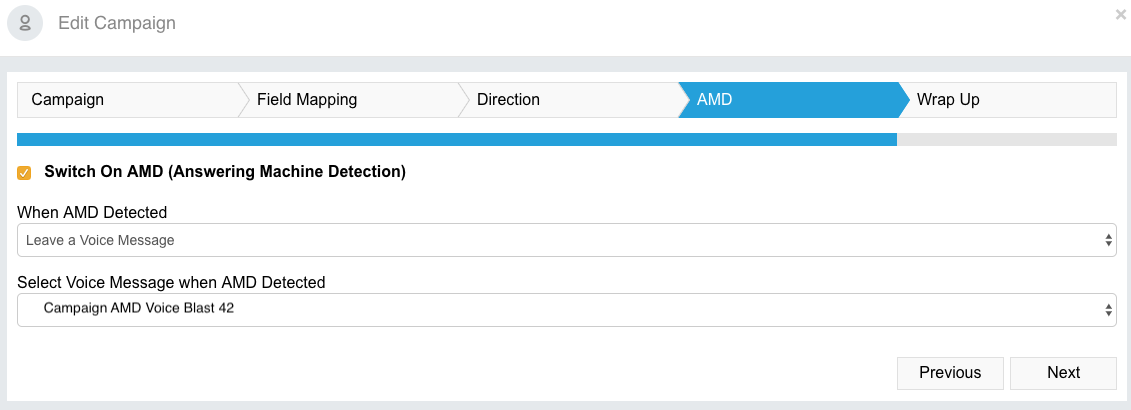 Edit Campaign
Campaign
Field Mapping
Direction
AMD
Wrap Up
Switch On AMD (Answering Machine Detection)
When AMD Detected
Leave a Voice Message
Select Voice Message when AMD Detected
Campaign AMD Voice Blast 42
Previous
Next